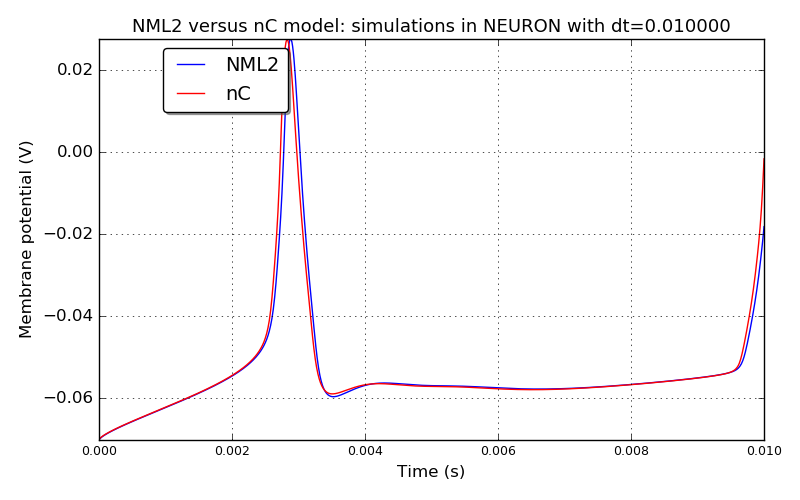 NML2 versus nC model: simulations in NEURON with dt=0.010000
NML2
nC
0.02
0.00
−0.02
−0.04
−0.06
Membrane potential (V)
0.000 0.002 0.004 0.006 0.008 0.010
Time (s)